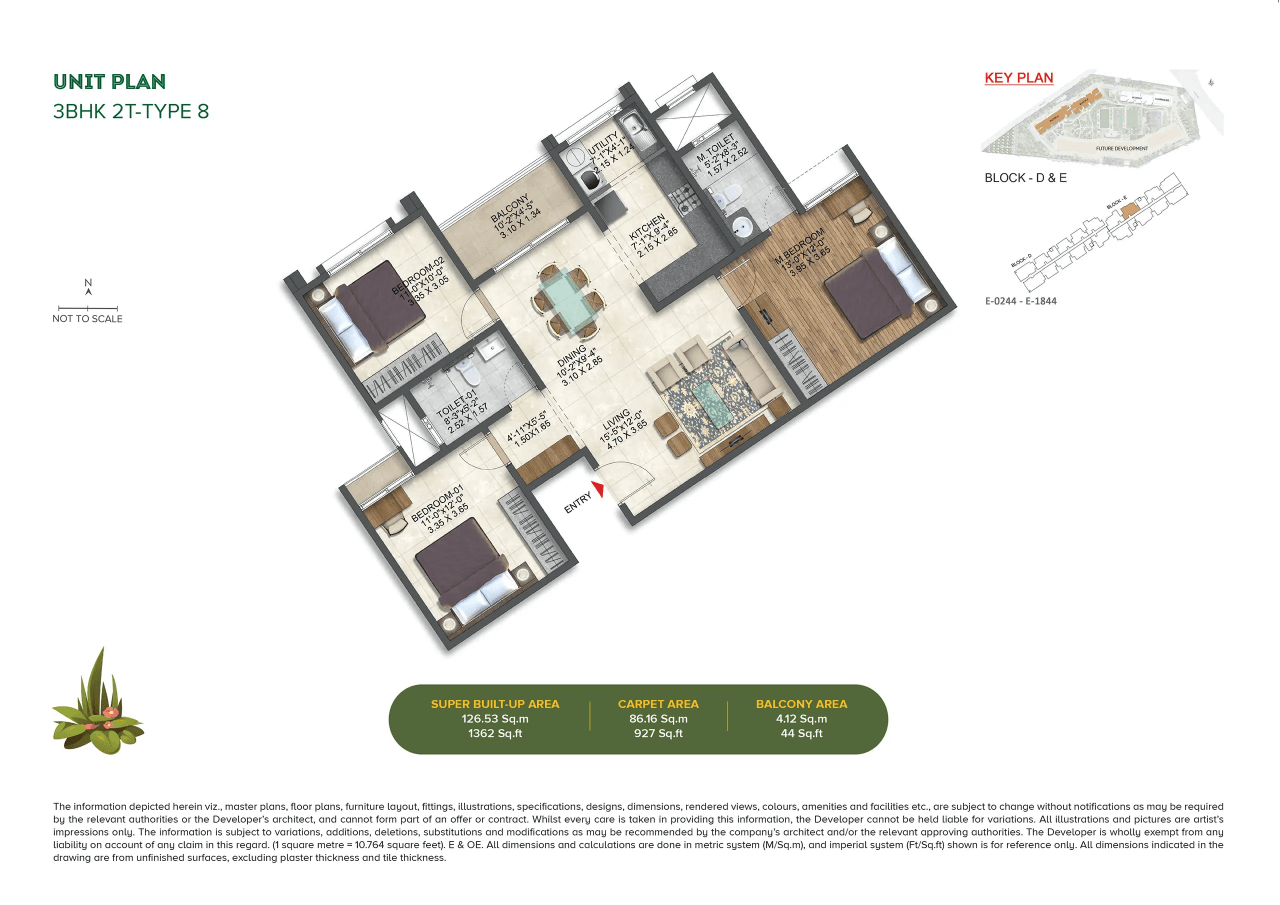 UNIT PLAN
3BHK 2T-TYPE 8
N
NOT TO SCALE
KEY PLAN
FUTURE DEVELOPMENT
BLOCK - D & E
BLOCK - E
BLOCK - D
E-0244 - E-1844
UTILITY
7'-1"X4'-1"
2.15 X 1.24
M. TOILET
5'-2"X8'-3"
1.57 X 2.52
BALCONY
10'-2"X4'-5"
3.10 X 1.34
KITCHEN
7'-1"X9'-4"
2.15 X 2.85
M.BEDROOM
13'-0"X12'-0"
3.95 X 3.65
BEDROOM-02
11'-0"X10'-0"
3.35 X 3.05
DINING
10'-2"X9'-4"
3.10 X 2.85
TOILET-01
8'-3"x5'-2"
2.52 X 1.57
4'-11"X5'-5"
1.50X1.65
LIVING
15'-5"x12'-0"
4.70 X 3.65
BEDROOM-01
11'-0"x12'-0"
3.35 X 3.65
ENTRY
SUPER BUILT-UP AREA
126.53 Sq.m
1362 Sq.ft
CARPET AREA
86.16 Sq.m
927 Sq.ft
BALCONY AREA
4.12 Sq.m
44 Sq.ft
The information depicted herein viz., master plans, floor plans, furniture layout, fittings, illustrations, specifications, designs, dimensions, rendered views, colours, amenities and facilities etc., are subject to change without notifications as may be required
by the relevant authorities or the Developer's architect, and cannot form part of an offer or contract. Whilst every care is taken in providing this information, the Developer cannot be held liable for variations. All illustrations and pictures are artist's
impressions only. The information is subject to variations, additions, deletions, substitutions and modifications as may be recommended by the company's architect and/or the relevant approving authorities. The Developer is wholly exempt from any
liability on account of any claim in this regard. (1 square metre = 10.764 square feet). E & OE. All dimensions and calculations are done in metric system (M/Sq.m), and imperial system (Ft/Sq.ft) shown is for reference only. All dimensions indicated in the
drawing are from unfinished surfaces, excluding plaster thickness and tile thickness.